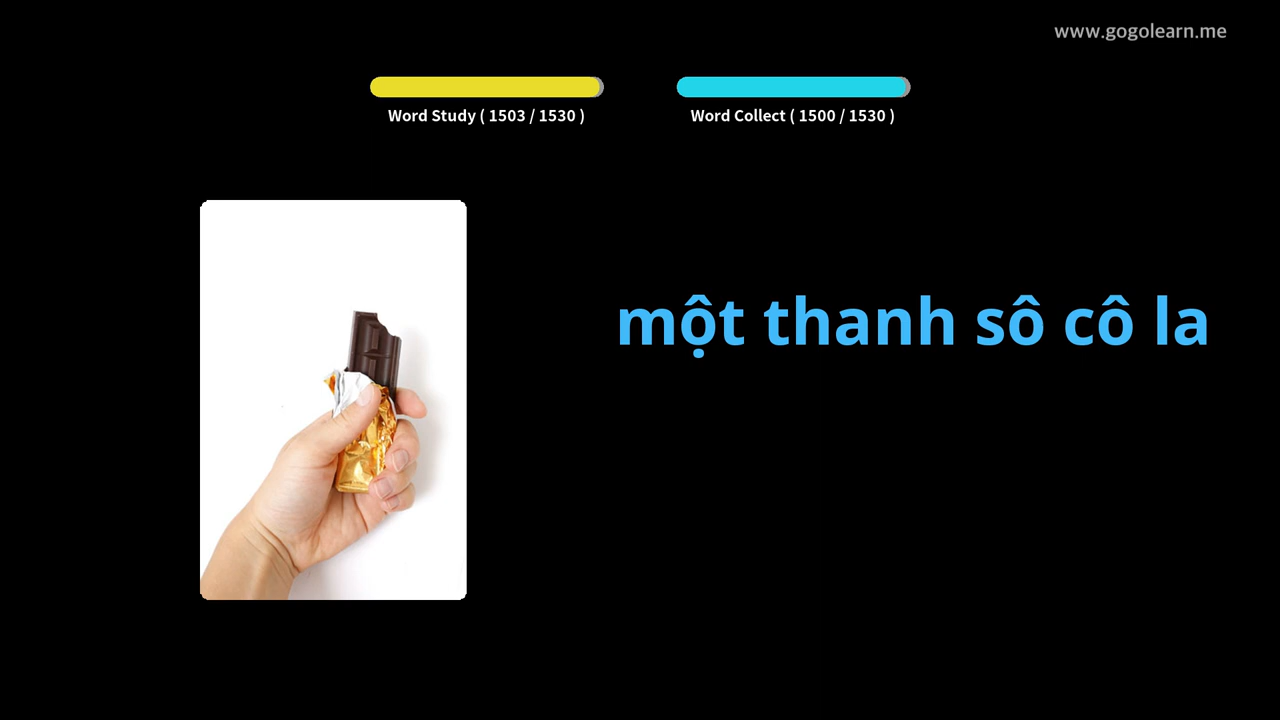 www.gogolearn.me
Word Study ( 1503 / 1530 )
Word Collect ( 1500 / 1530 )
một thanh sô cô la